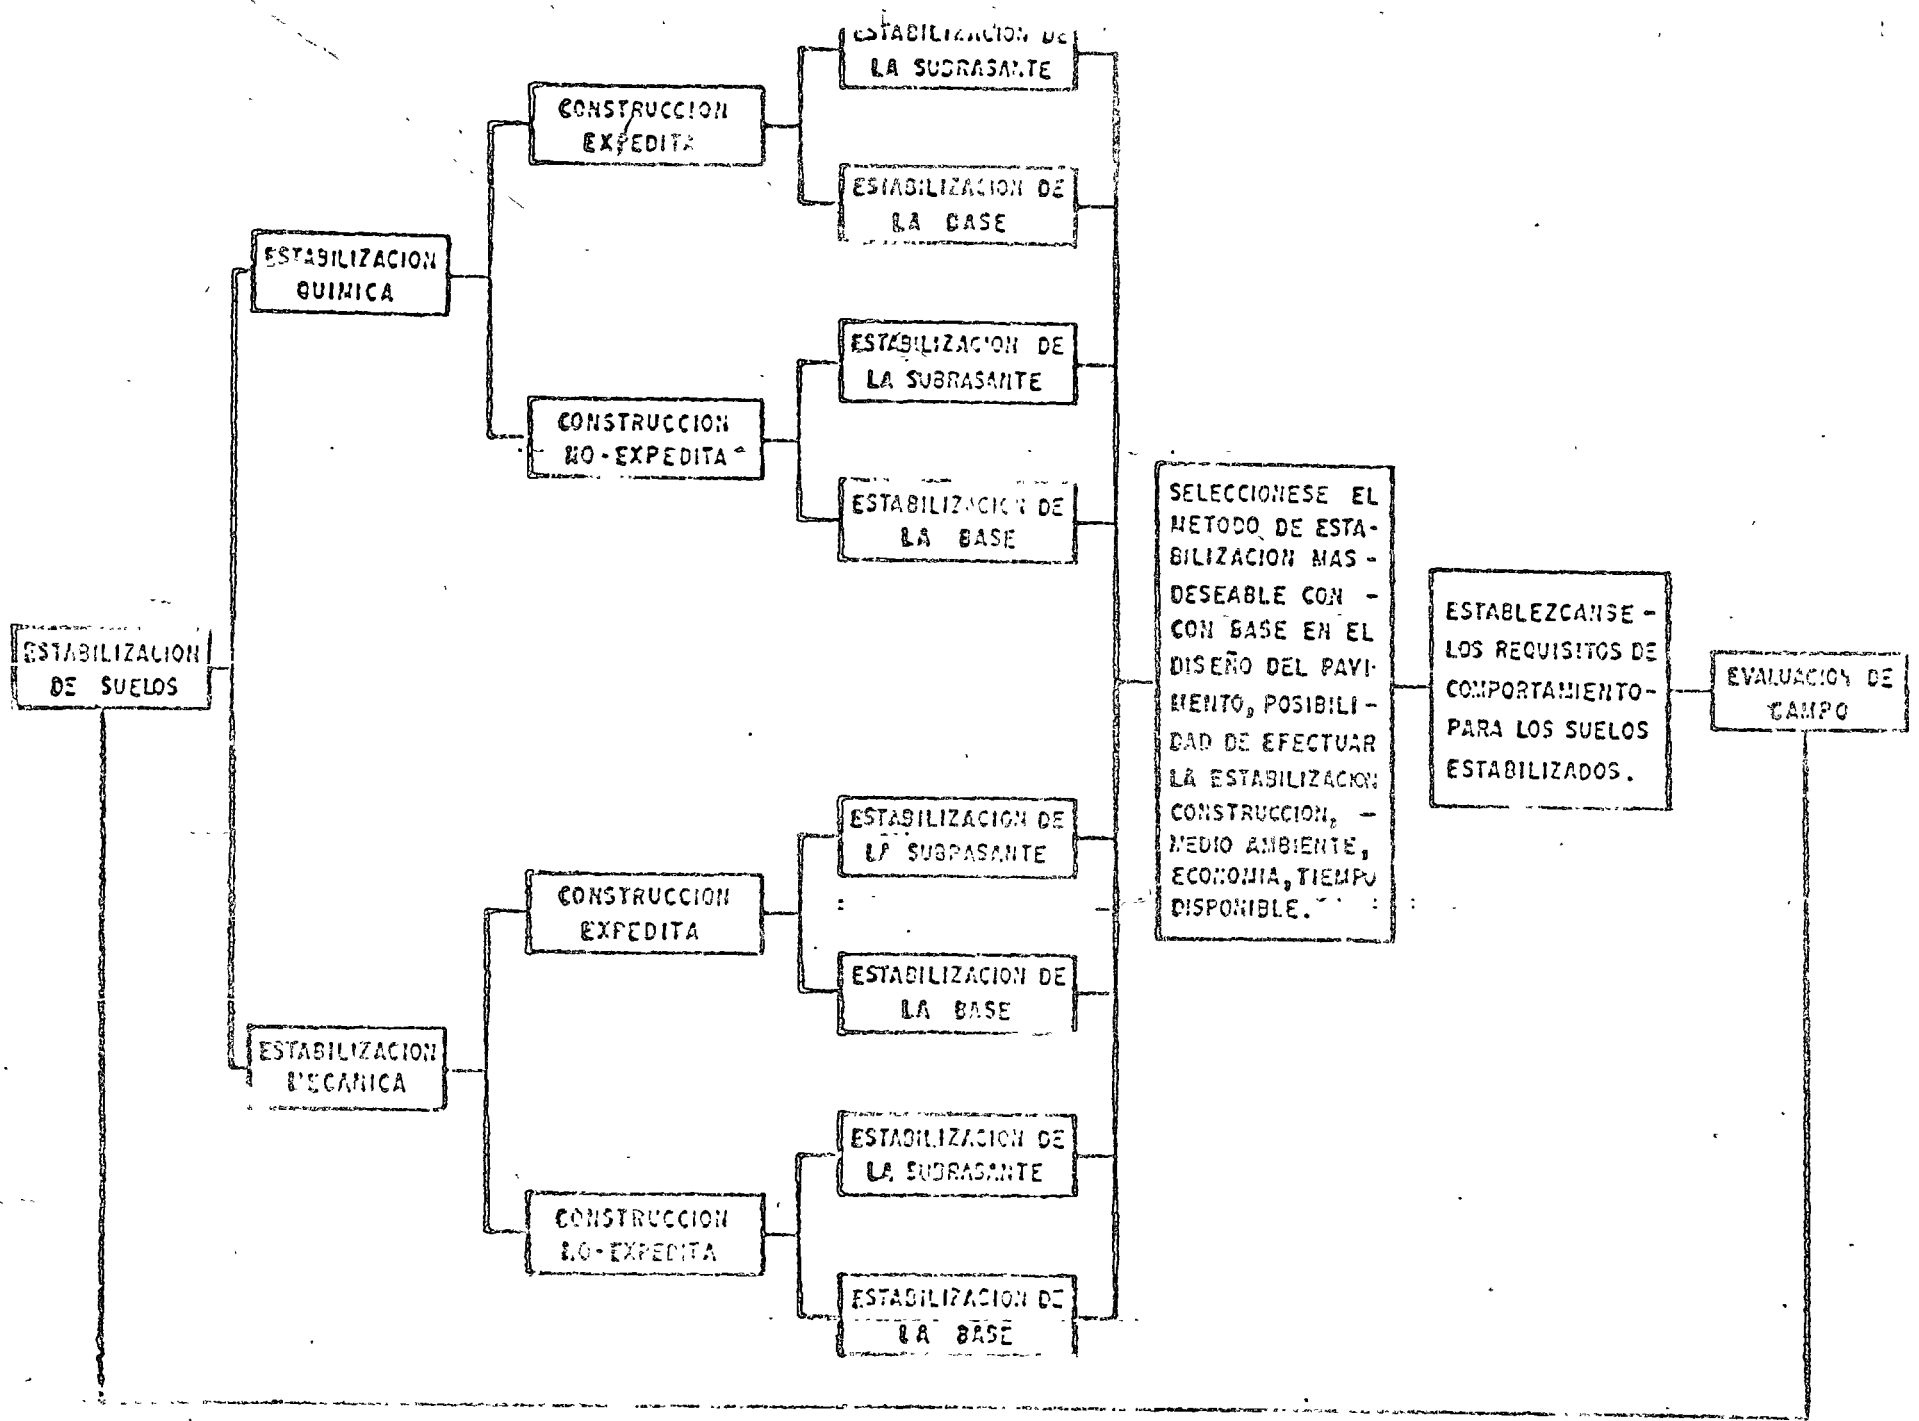 ESTABILIZACION
DE SUELOS
ESTABILIZACION
QUIMICA
CONSTRUCCION
EXPEDITA
ESTABILIZACION DE
LA SUBRASANTE
ESTABILIZACION DE
LA BASE
CONSTRUCCION
NO-EXPEDITA
ESTABILIZACION DE
LA SUBRASANTE
ESTABILIZACION DE
LA BASE
ESTABILIZACION
MECANICA
CONSTRUCCION
EXPEDITA
ESTABILIZACION DE
LA SUBRASANTE
ESTABILIZACION DE
LA BASE
CONSTRUCCION
NO-EXPEDITA
ESTABILIZACION DE
LA SUBRASANTE
ESTABILIZACION DE
LA BASE
SELECCIONESE EL
METODO DE ESTA-
BILIZACION MAS -
DESEABLE CON -
CON BASE EN EL
DISEÑO DEL PAVI-
MENTO, POSIBILI-
DAD DE EFECTUAR
LA ESTABILIZACION
CONSTRUCCION, -
MEDIO AMBIENTE,
ECONOMIA, TIEMPO
DISPONIBLE.
ESTABLEZCANSE -
LOS REQUISITOS DE
COMPORTAMIENTO-
PARA LOS SUELOS
ESTABILIZADOS.
EVALUACION DE
CAMPO